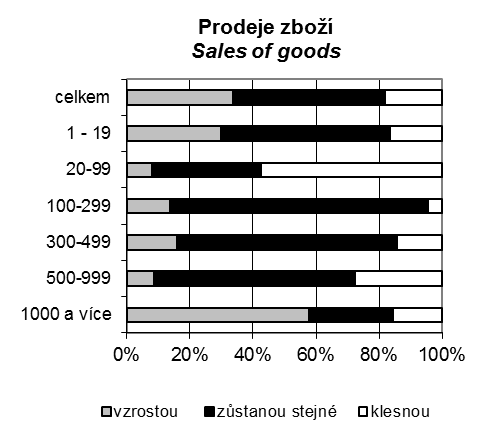 Prodeje zboží
Sales of goods
celkem
1 - 19
20-99
100-299
300-499
500-999
1000 a více
0% 20% 40% 60% 80% 100%
vzrostou zůstanou stejné klesnou